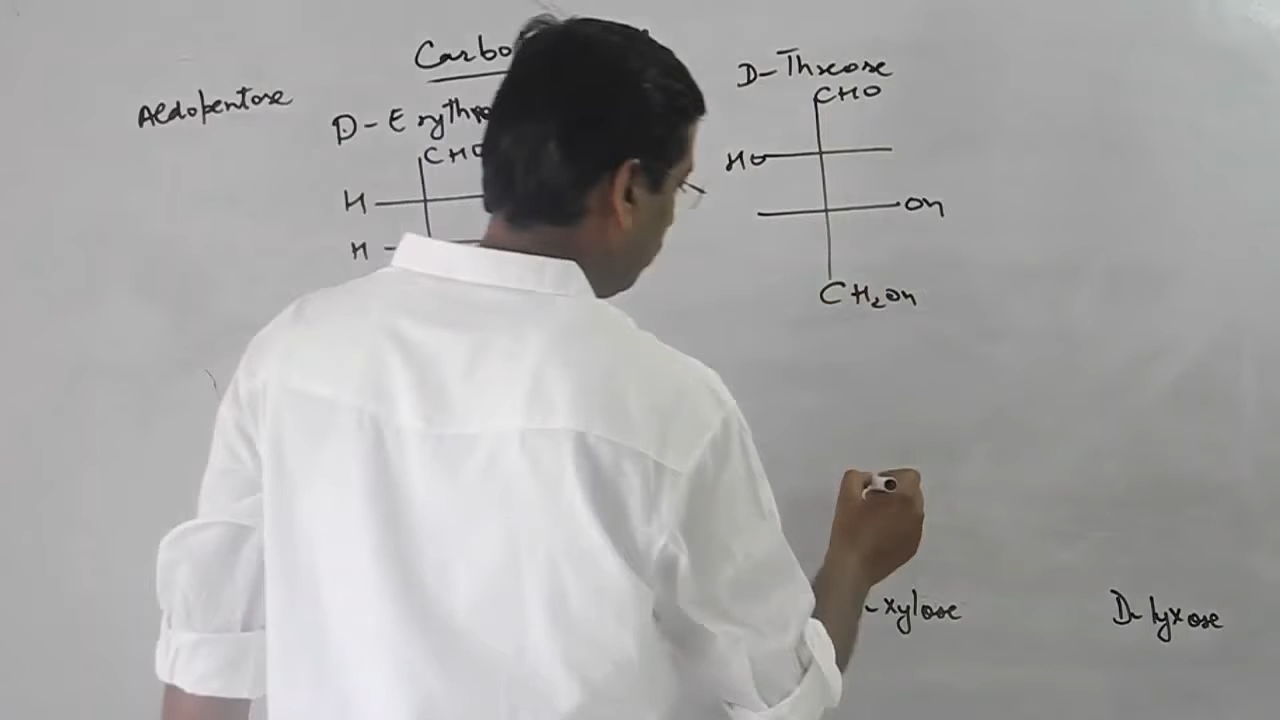 Carbo
Aldopentose
D-Erythro
CHO
H
H
D-Threose
CHO
HO
OH
CH₂OH
-xylose
D-lyxose